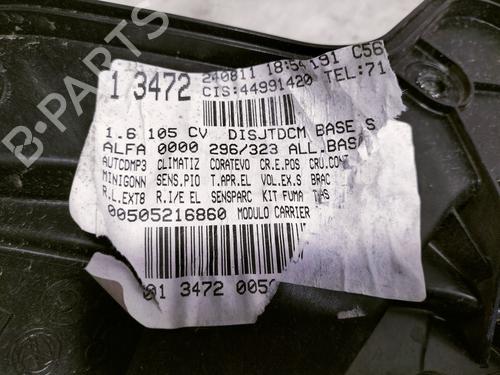 1 3472
240811 18:54 191 C56
CIS:44991420 TEL:71
1.6 105 CV DISJTDCM BASE S
ALFA 0000 296/323 ALL.BAS
AUTCDMP3 CLIMATIZ CORATEVO CR.E.POS CRU.CONT
MINIGONN SENS.PIO T.APR.EL VOL.EX.S BRAC
R.L.EXT8 R.I/E EL SENSPARC KIT FUMA
00505216860 MODULO CARRIER
01 3472 005
B-PARTS